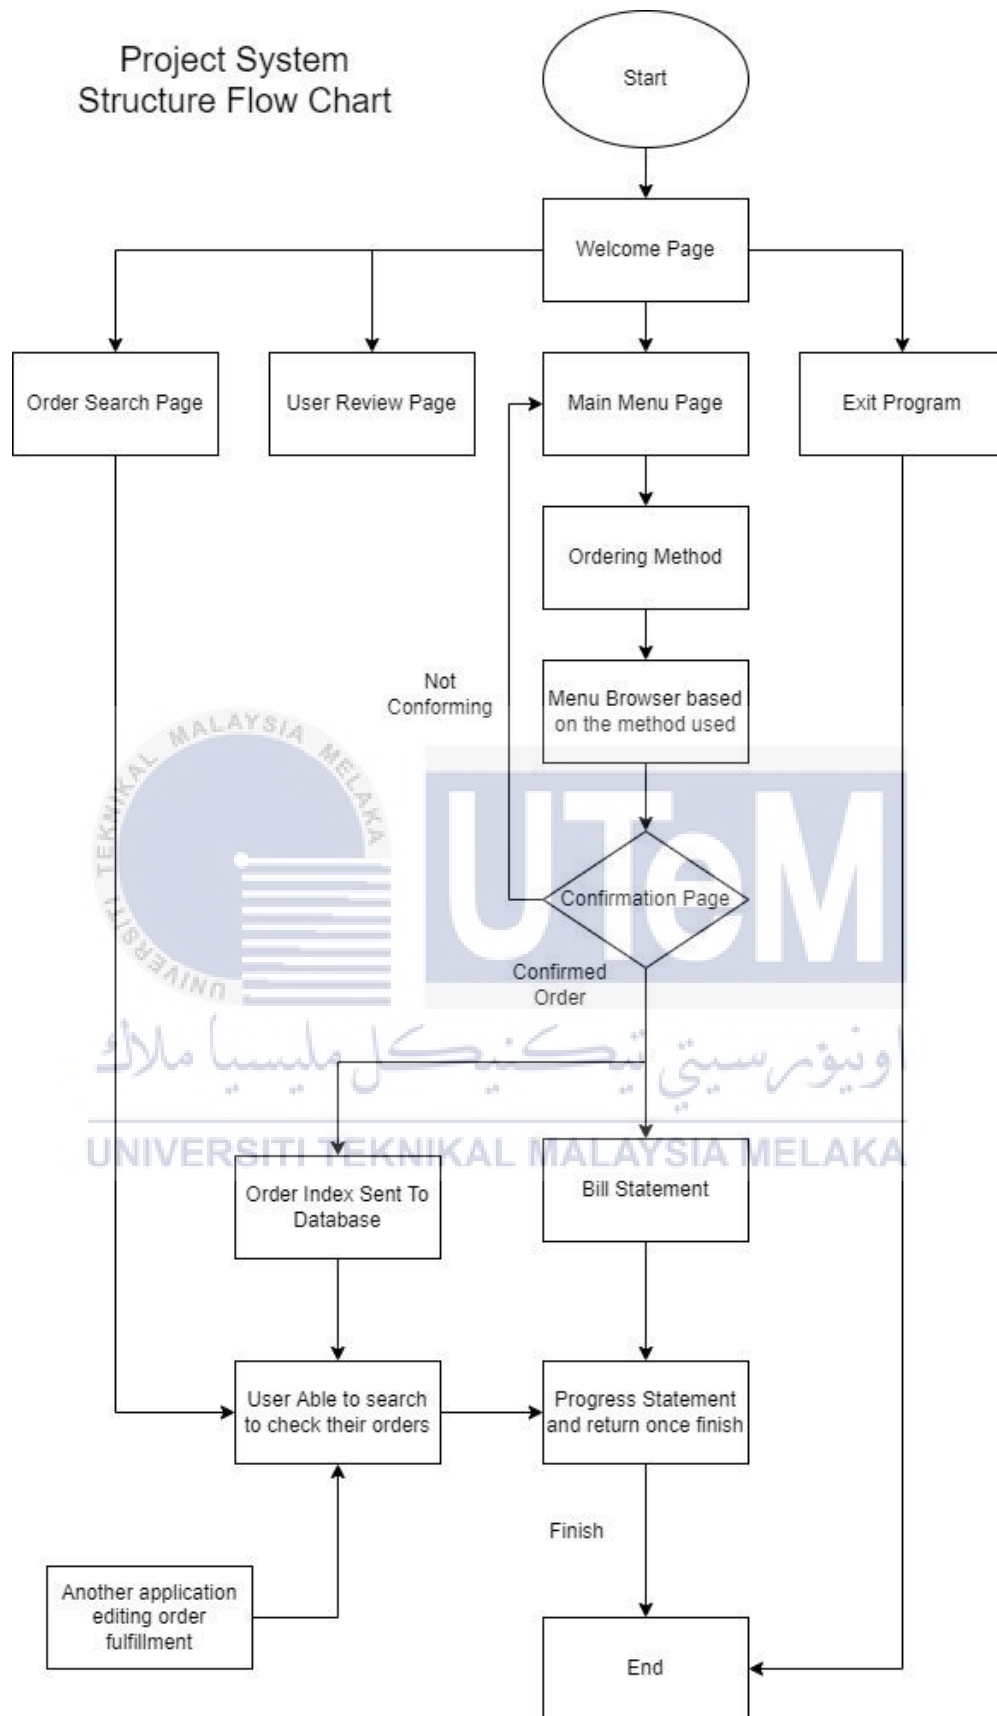 Project System
Structure Flow Chart
Start
Welcome Page
Order Search Page
User Review Page
Main Menu Page
Exit Program
Ordering Method
Not
Conforming
Menu Browser based
on the method used
UNIVERSITI TEKNIKAL MALAYSIA MELAKA
UTeM
Confirmation Page
Confirmed
Order
اونيۏرسيتي تيكنيكل مليسيا ملاك
UNIVERSITI TEKNIKAL MALAYSIA MELAKA
Order Index Sent To
Database
Bill Statement
User Able to search
to check their orders
Progress Statement
and return once finish
Finish
Another application
editing order
fulfillment
End